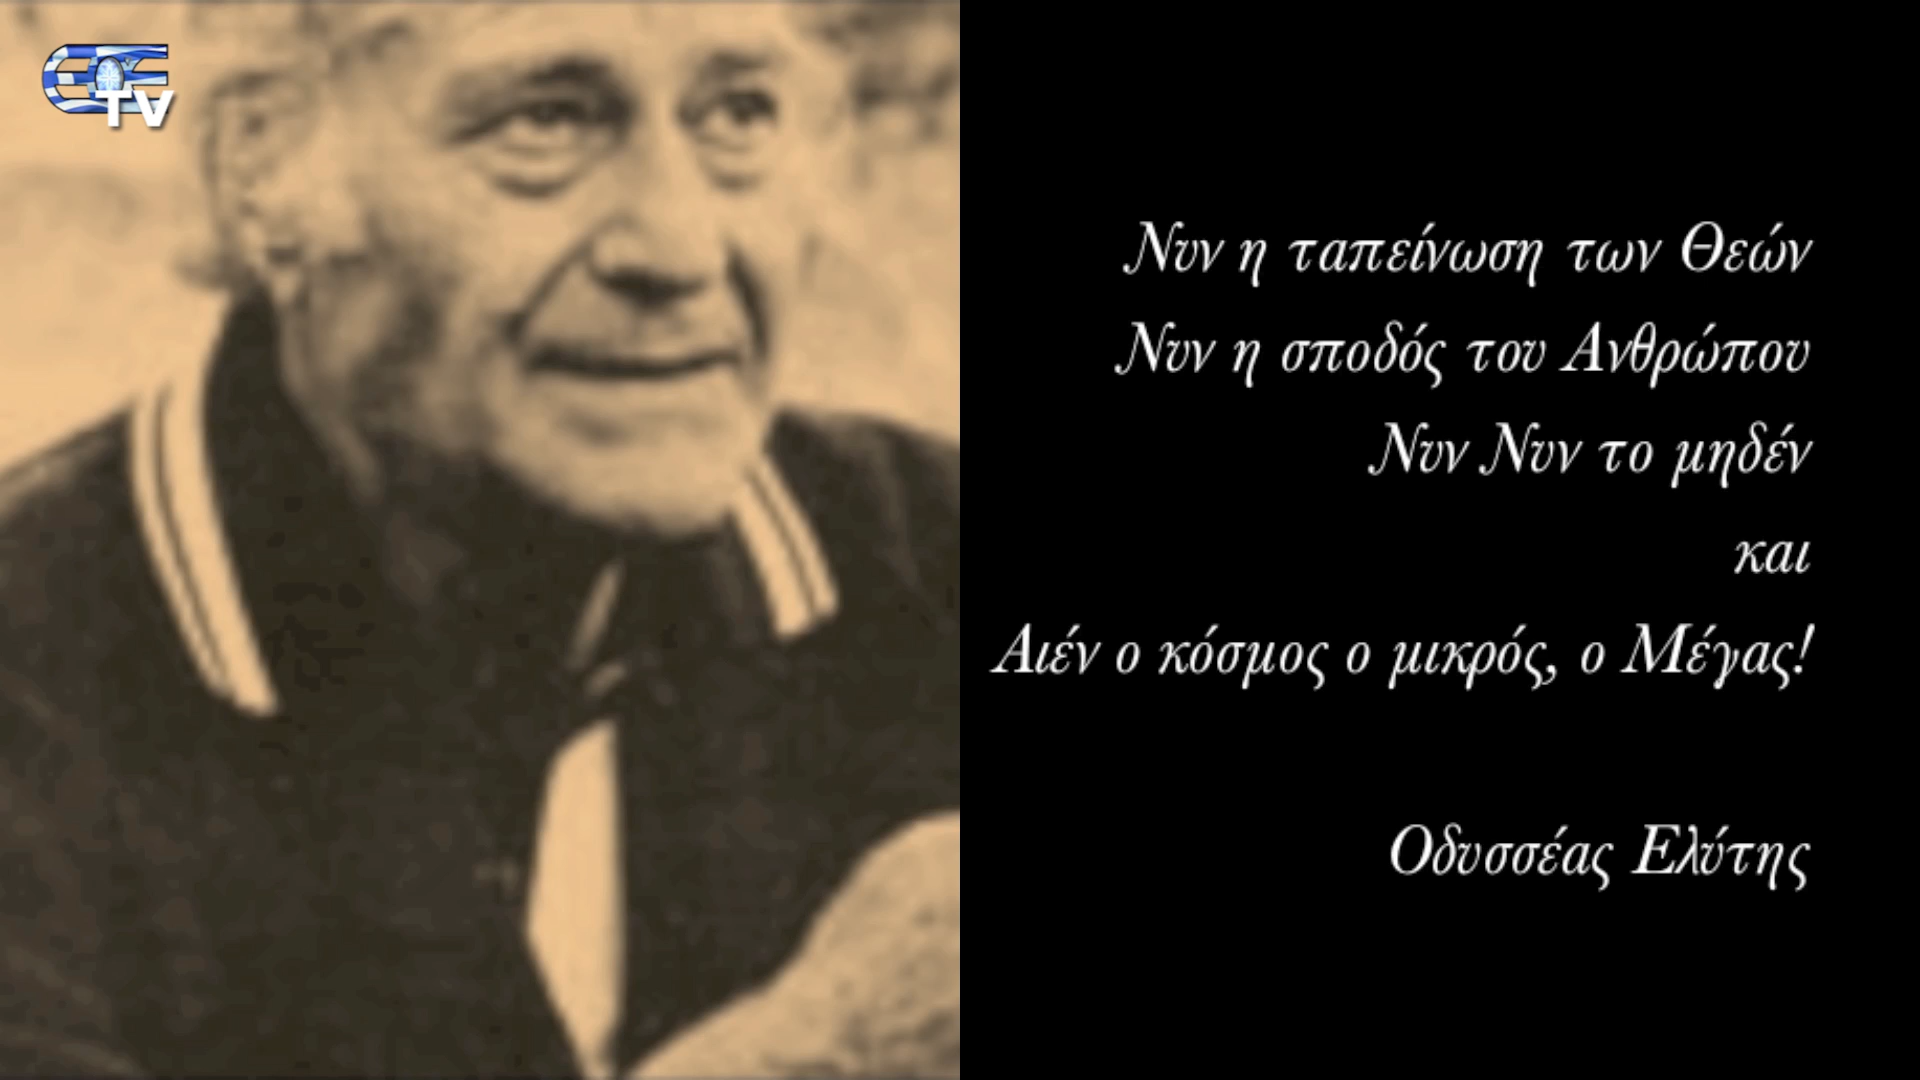 TV
Νυν η ταπείνωση των Θεών
Νυν η σποδός του Ανθρώπου
Νυν Νυν το μηδέν
και
Αιέν ο κόσμος ο μικρός, ο Μέγας!
Οδυσσέας Ελύτης